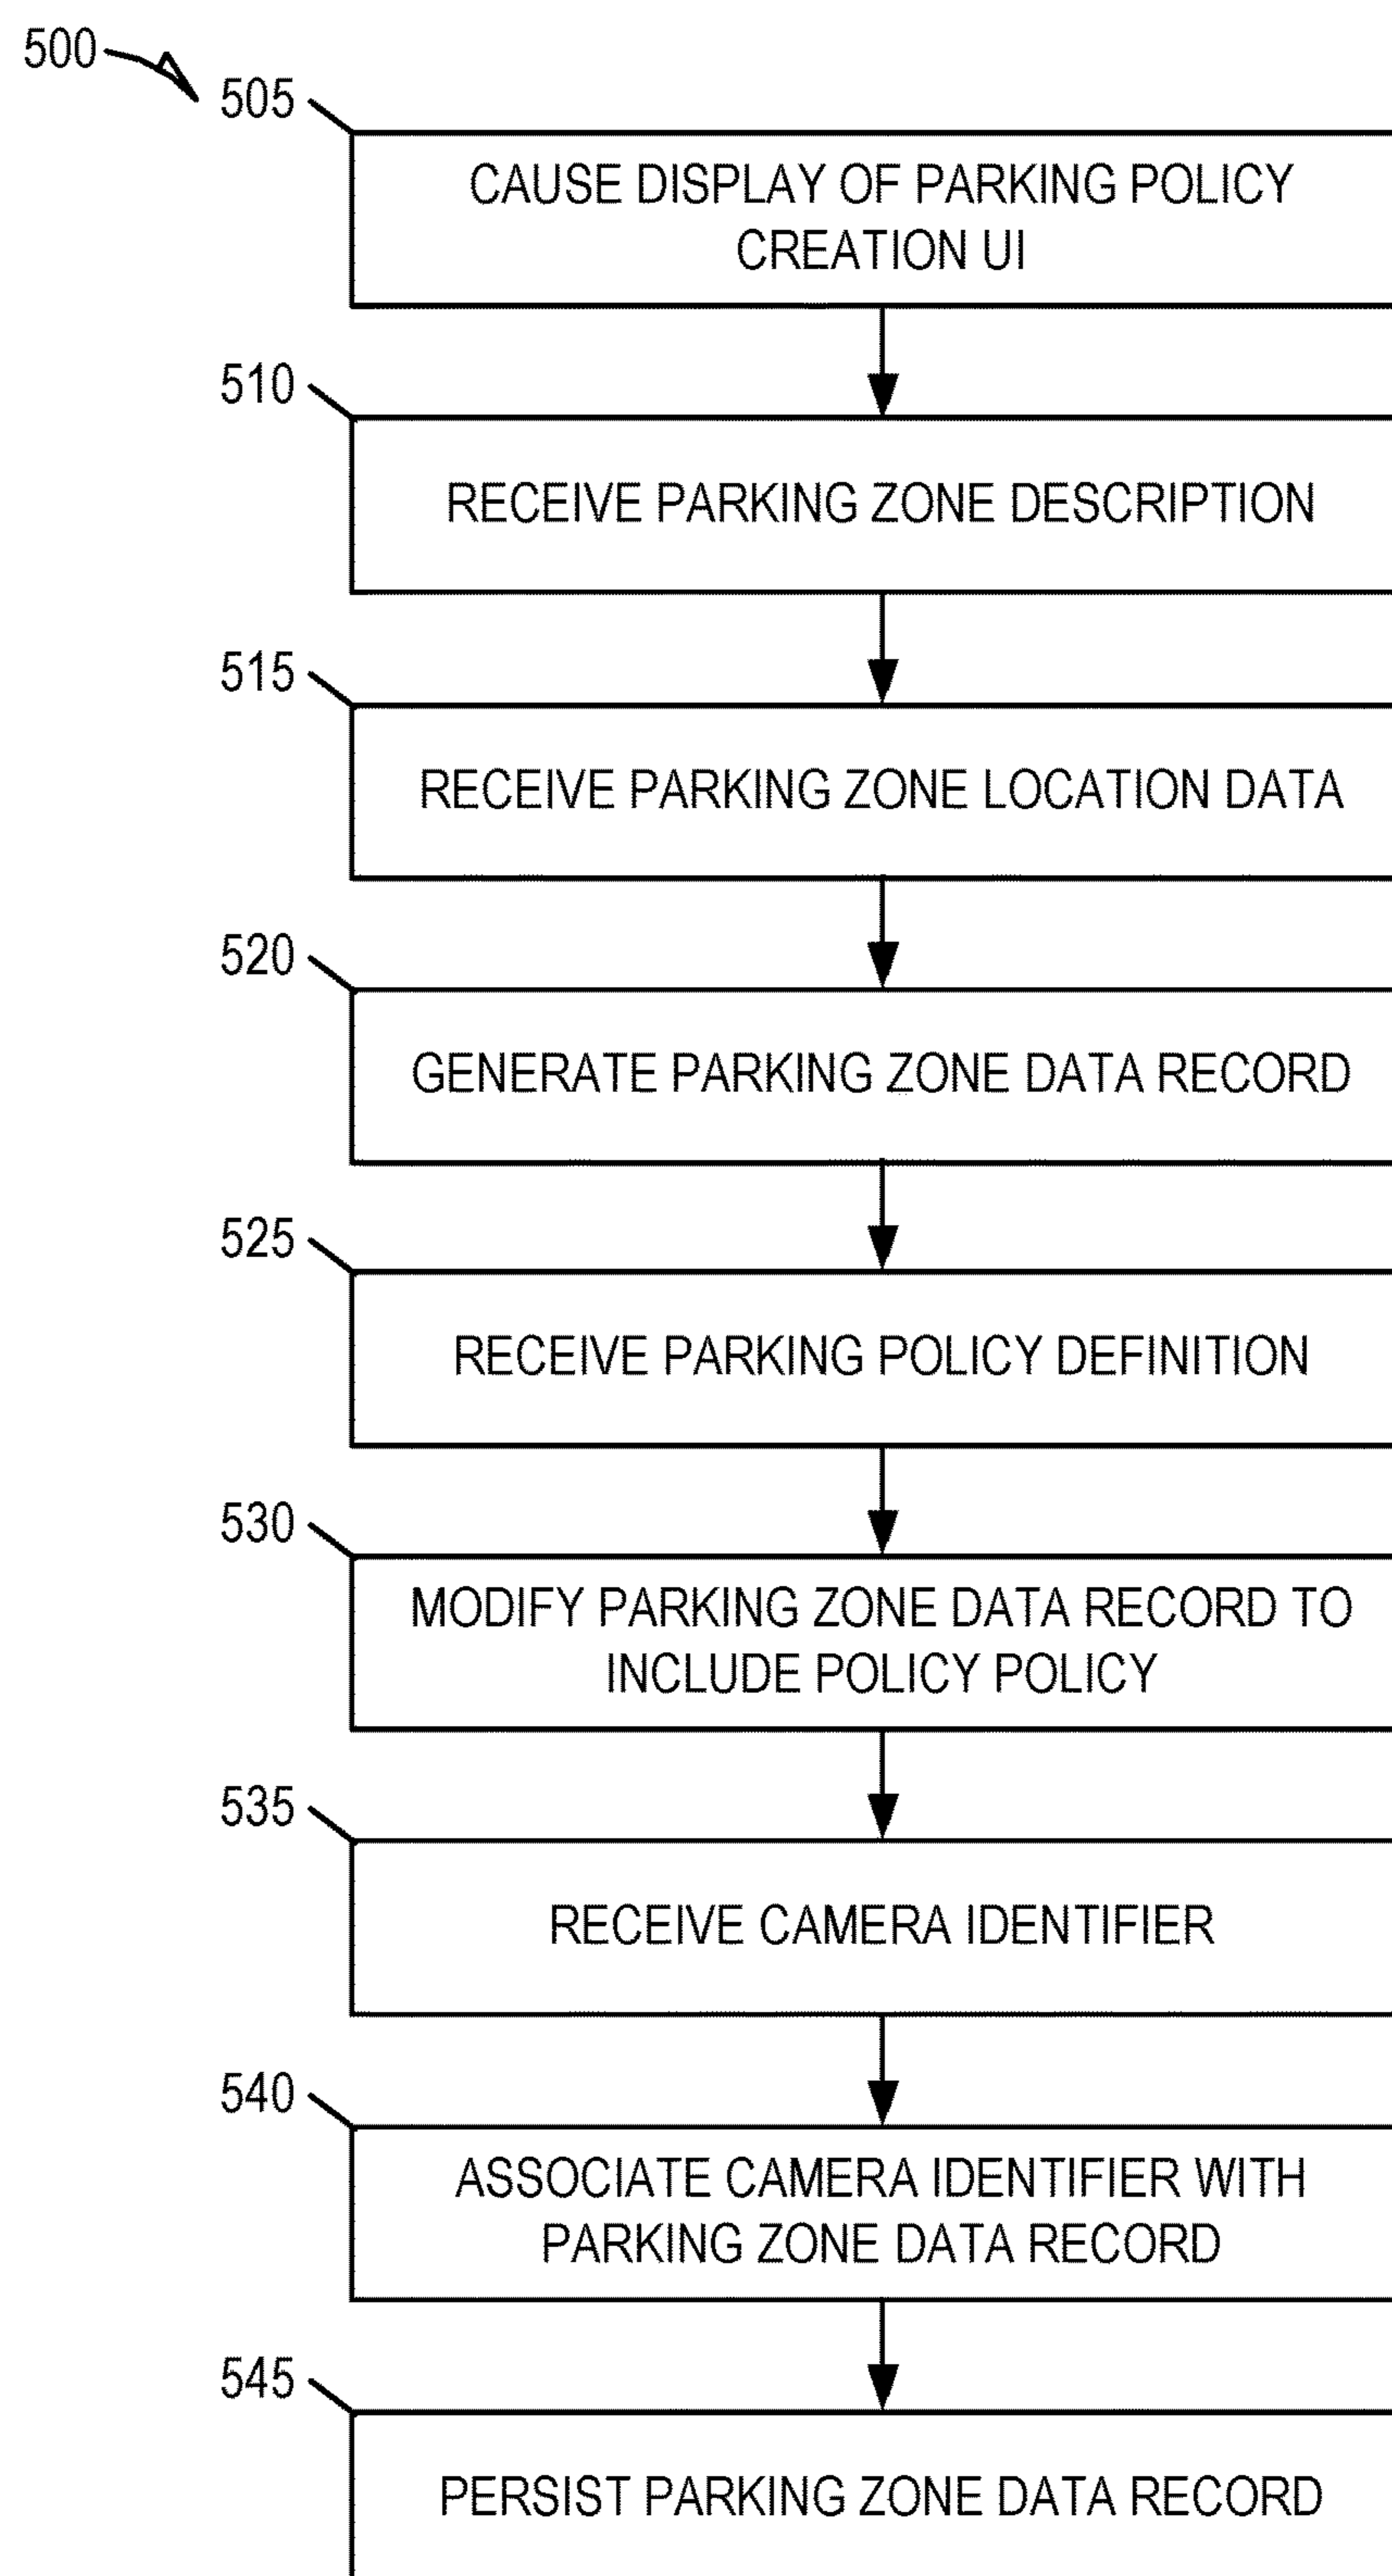 500
505
CAUSE DISPLAY OF PARKING POLICY
CREATION UI
510
RECEIVE PARKING ZONE DESCRIPTION
515
RECEIVE PARKING ZONE LOCATION DATA
520
GENERATE PARKING ZONE DATA RECORD
525
RECEIVE PARKING POLICY DEFINITION
530
MODIFY PARKING ZONE DATA RECORD TO
INCLUDE POLICY POLICY
535
RECEIVE CAMERA IDENTIFIER
540
ASSOCIATE CAMERA IDENTIFIER WITH
PARKING ZONE DATA RECORD
545
PERSIST PARKING ZONE DATA RECORD